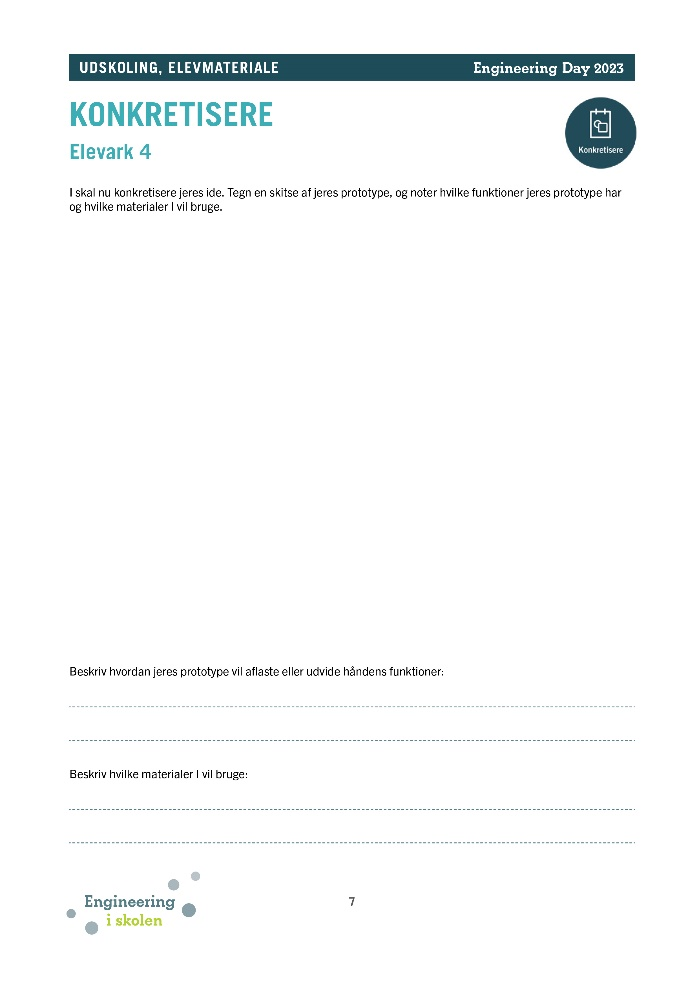 UDSKOLING, ELEVMATERIALE Engineering Day 2023
KONKRETISERE
Elevark 4
Konkretisere
I skal nu konkretisere jeres ide. Tegn en skitse af jeres prototype, og noter hvilke funktioner jeres prototype har
og hvilke materialer I vil bruge.
Beskriv hvordan jeres prototype vil aflaste eller udvide håndens funktioner:
Beskriv hvilke materialer I vil bruge:
Engineering
i skolen
7